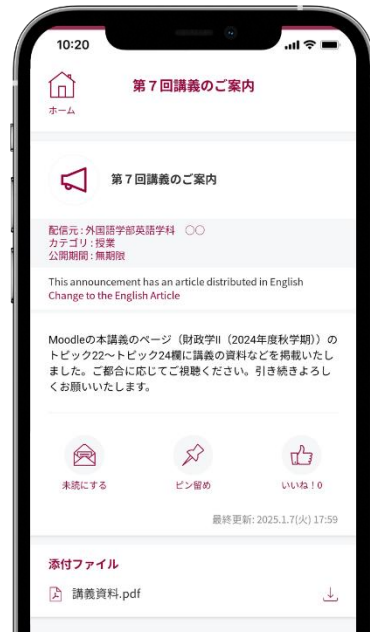 10:20
第７回講義のご案内
ホーム
第７回講義のご案内
配信元 : 外国語学部英語学科　○○
カテゴリ : 授業
公開期間 : 無期限
This announcement has an article distributed in English
Change to the English Article
Moodleの本講義のページ（財政学II（2024年度秋学期））の
トピック22～トピック24欄に講義の資料などを掲載いたし
ました。ご都合に応じてご視聴ください。引き続きよろし
くお願いいたします。
未読にする
ピン留め
いいね！0
最終更新: 2025.1.7(火) 17:59
添付ファイル
講義資料.pdf